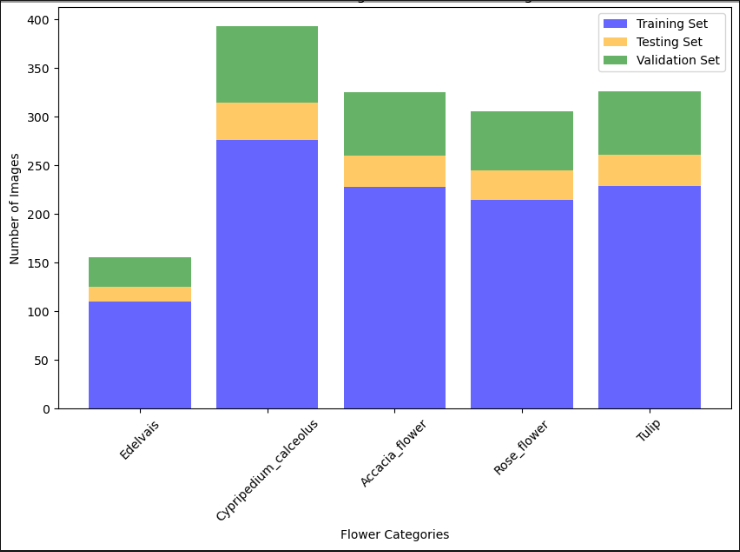 400
350
300
250
200
150
100
50
0
Number of Images
Training Set
Testing Set
Validation Set
Edelvais
Cypripedium_calceolus
Accacia_flower
Rose_flower
Tulip
Flower Categories